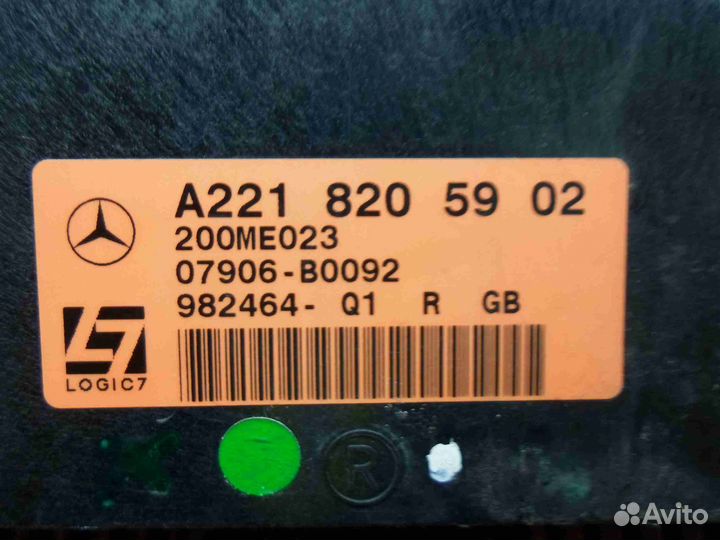 A221 820 59 02
200ME023
07906-B0092
982464- Q1 R GB
LOGIC7
R
Avito